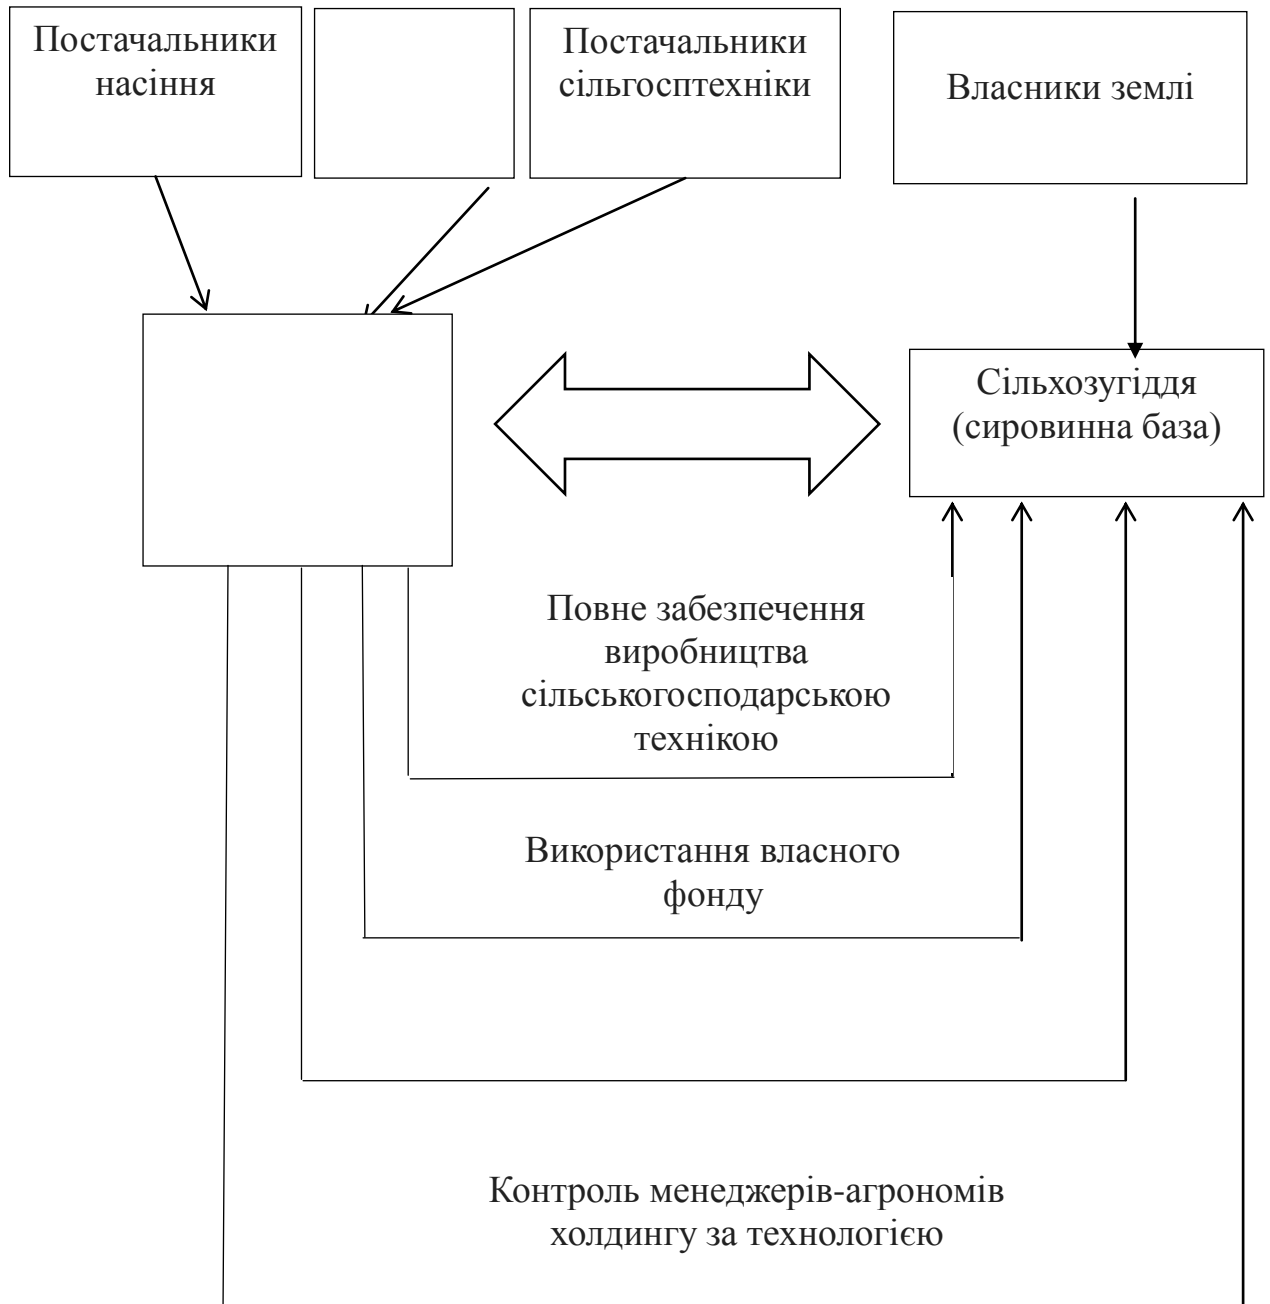 Постачальники
насіння
Постачальники
сільгосптехніки
Власники землі
Сільхозугіддя
(сировинна база)
Повне забезпечення
виробництва
сільськогосподарською
технікою
Використання власного
фонду
Контроль менеджерів-агрономів
холдингу за технологією